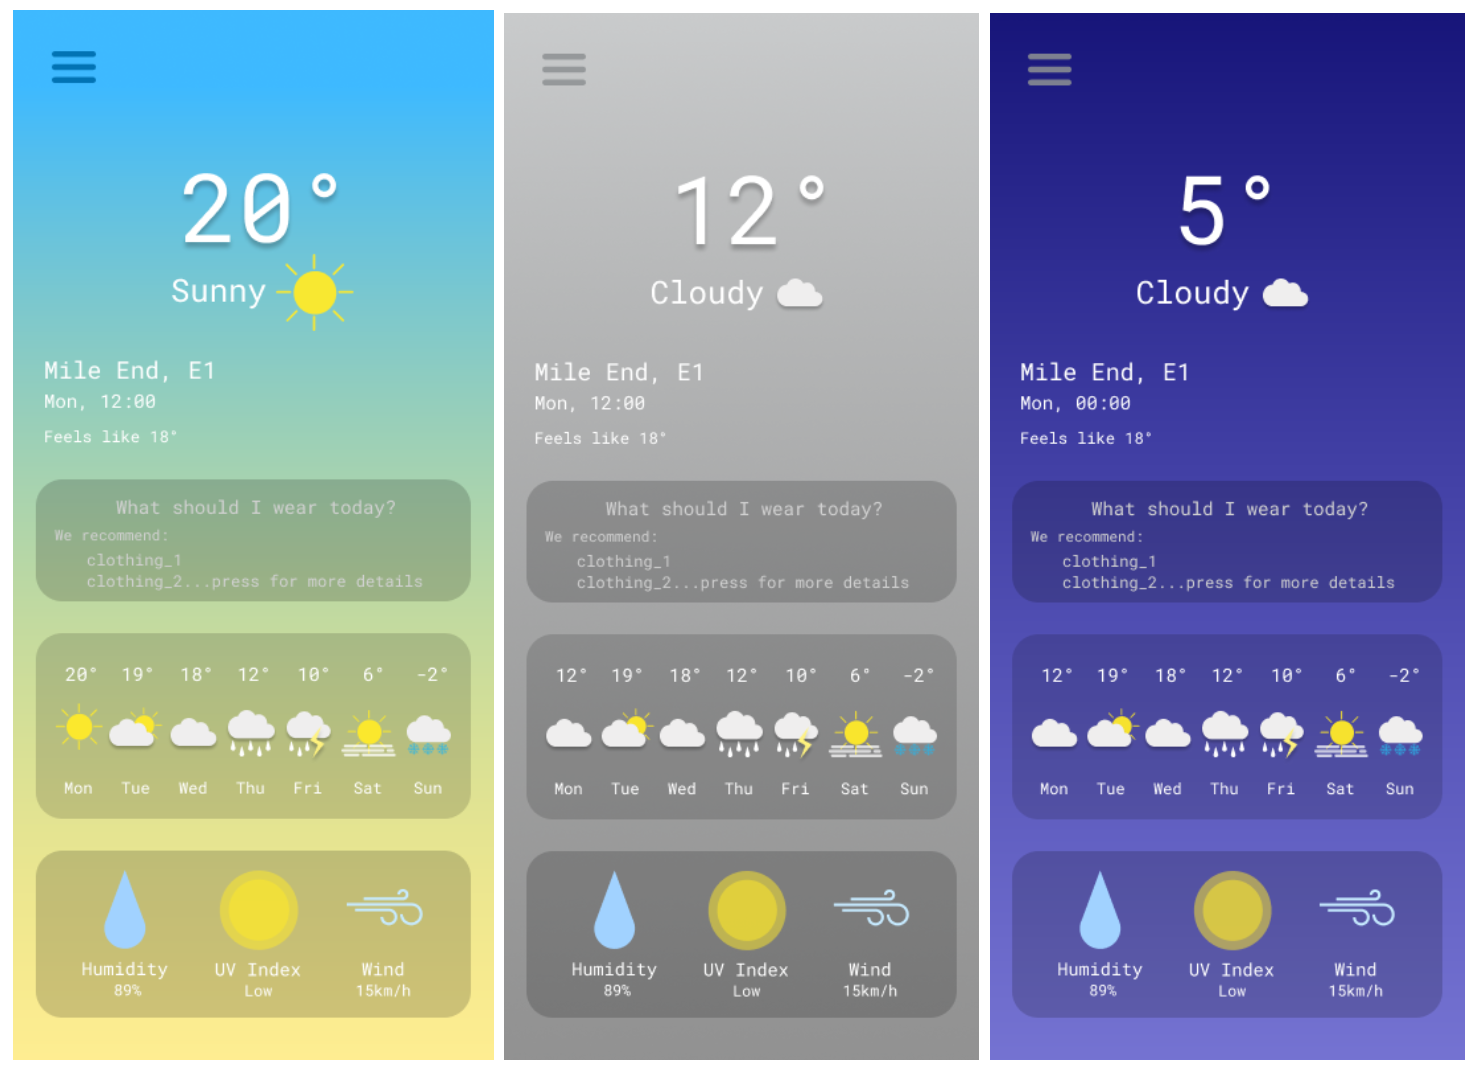 20°
Sunny
Mile End, E1
Mon, 12:00
Feels like 18°
What should I wear today?
We recommend:
clothing_1
clothing_2...press for more details
20° 19° 18° 12° 10° 6° -2°
Mon Tue Wed Thu Fri Sat Sun
Humidity UV Index Wind
89% Low 15km/h
12°
Cloudy
Mile End, E1
Mon, 12:00
Feels like 18°
What should I wear today?
We recommend:
clothing_1
clothing_2...press for more details
12° 19° 18° 12° 10° 6° -2°
Mon Tue Wed Thu Fri Sat Sun
Humidity UV Index Wind
89% Low 15km/h
5°
Cloudy
Mile End, E1
Mon, 00:00
Feels like 18°
What should I wear today?
We recommend:
clothing_1
clothing_2...press for more details
12° 19° 18° 12° 10° 6° -2°
Mon Tue Wed Thu Fri Sat Sun
Humidity UV Index Wind
89% Low 15km/h